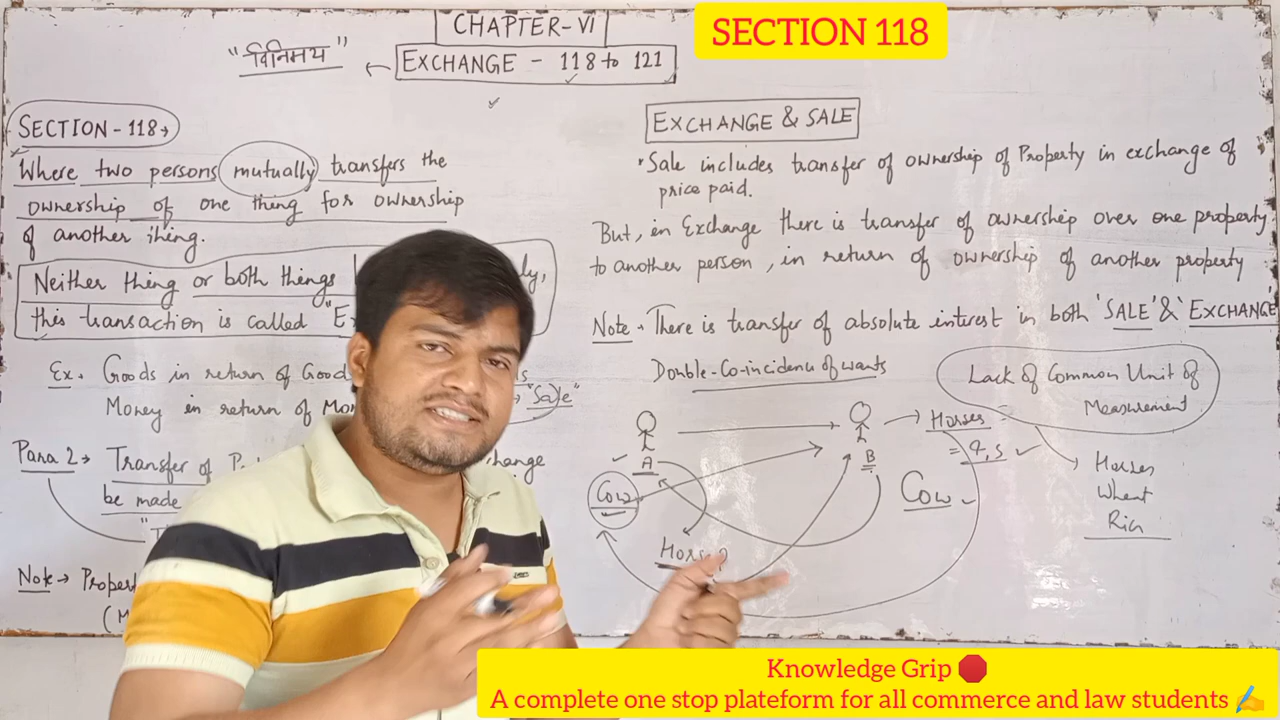 SECTION 118
CHAPTER-VI
"विनिमय"
EXCHANGE - 118 to 121
SECTION-118→
Where two persons mutually transfers the
ownership of one thing for ownership
of another thing.
Neither thing or both things
this transaction is called
Ex. Goods in return of
Money in return of
"Sale"
Para 2→ Transfer of
be made
Note→
EXCHANGE & SALE
Sale includes transfer of ownership of Property in exchange of
price paid.
But, in Exchange there is transfer of ownership over one property
to another person, in return of ownership of another property
Note → There is transfer of absolute interest in both 'SALE' & 'EXCHANGE'
Double-Co-incidence of wants
Lack of Common Unit of
Measurement
A
B
Horses
= 4,5
Cow
Cow
Horse?
Horses
Wheat
Knowledge Grip 🛑
A complete one stop plateform for all commerce and law students ✍️